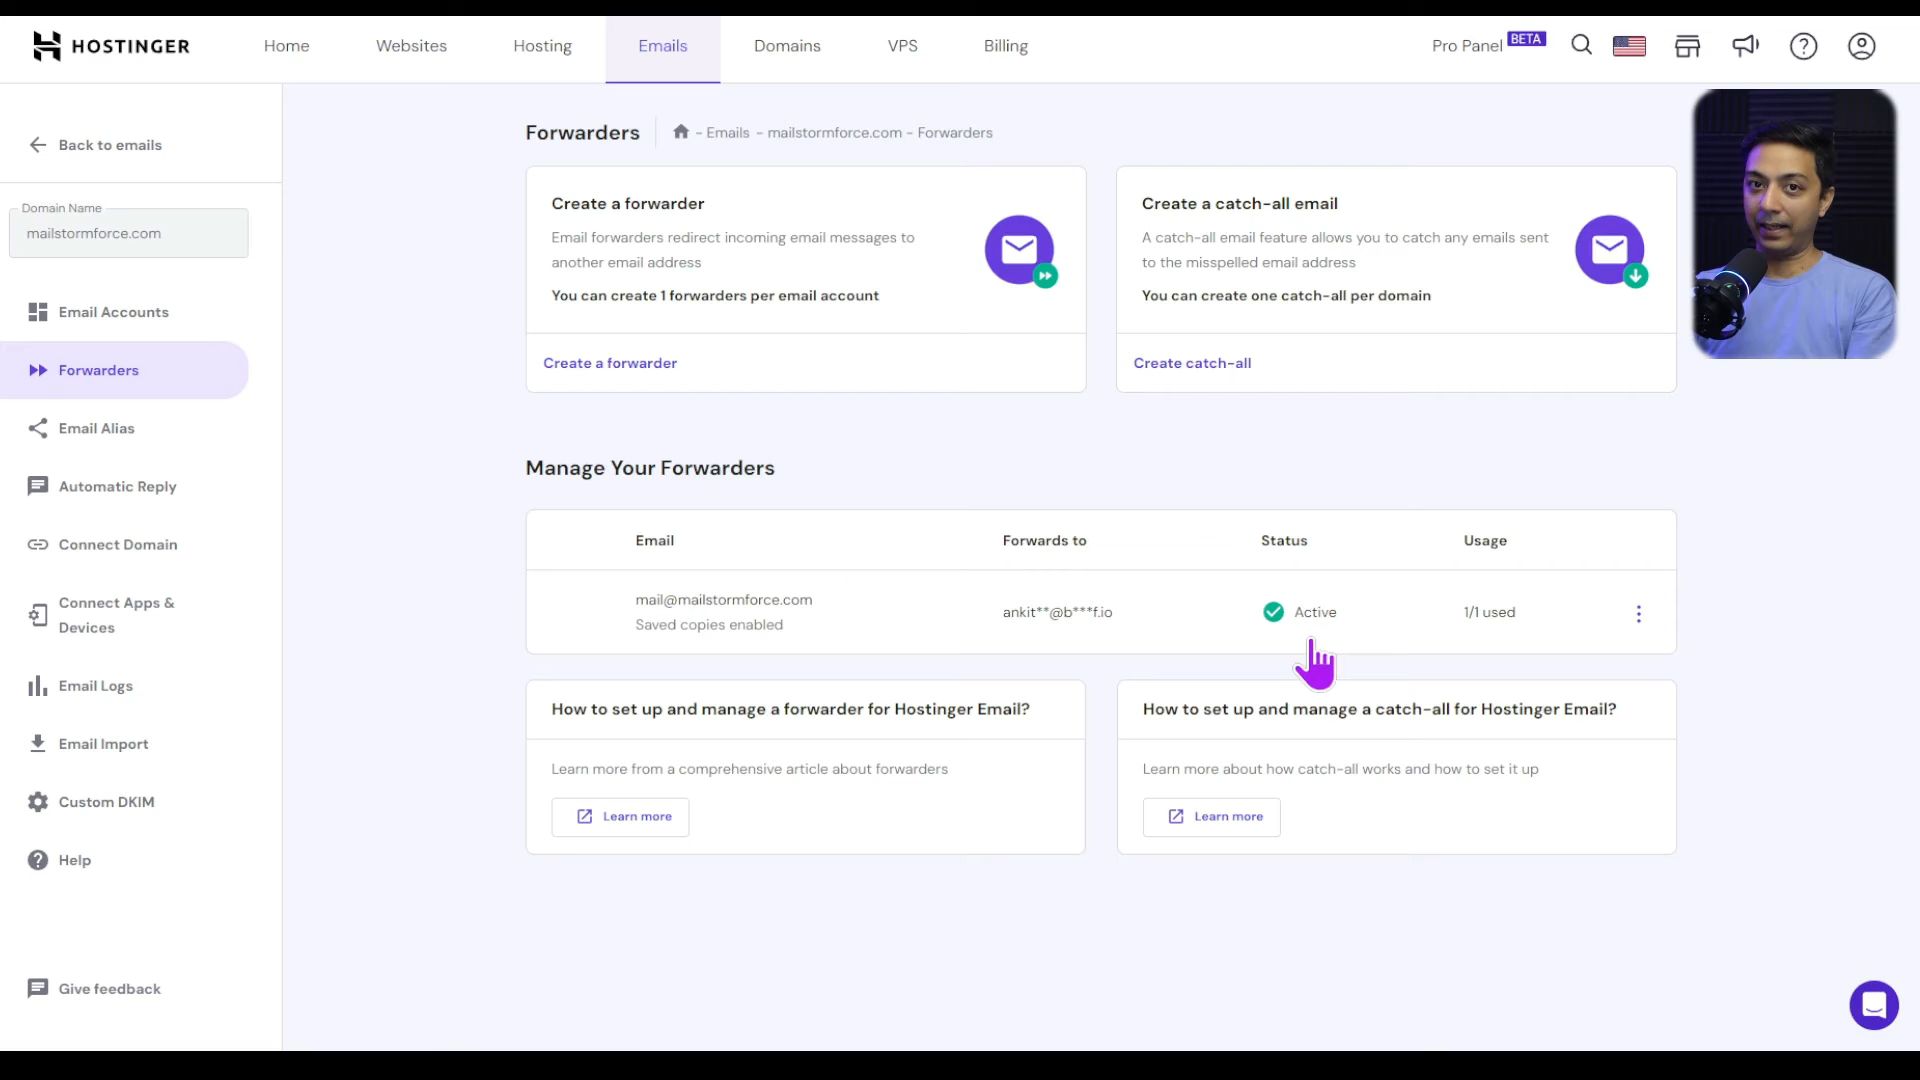 HOSTINGER
Home
Websites
Hosting
Emails
Domains
VPS
Billing
Pro Panel BETA
Back to emails
Domain Name
mailstormforce.com
Email Accounts
Forwarders
Email Alias
Automatic Reply
Connect Domain
Connect Apps &
Devices
Email Logs
Email Import
Custom DKIM
Help
Give feedback
Forwarders
- Emails - mailstormforce.com - Forwarders
Create a forwarder
Email forwarders redirect incoming email messages to
another email address
You can create 1 forwarders per email account
Create a forwarder
Create a catch-all email
A catch-all email feature allows you to catch any emails sent
to the misspelled email address
You can create one catch-all per domain
Create catch-all
Manage Your Forwarders
Email
Forwards to
Status
Usage
mail@mailstormforce.com
Saved copies enabled
ankit**@b***f.io
Active
1/1 used
How to set up and manage a forwarder for Hostinger Email?
Learn more from a comprehensive article about forwarders
Learn more
How to set up and manage a catch-all for Hostinger Email?
Learn more about how catch-all works and how to set it up
Learn more